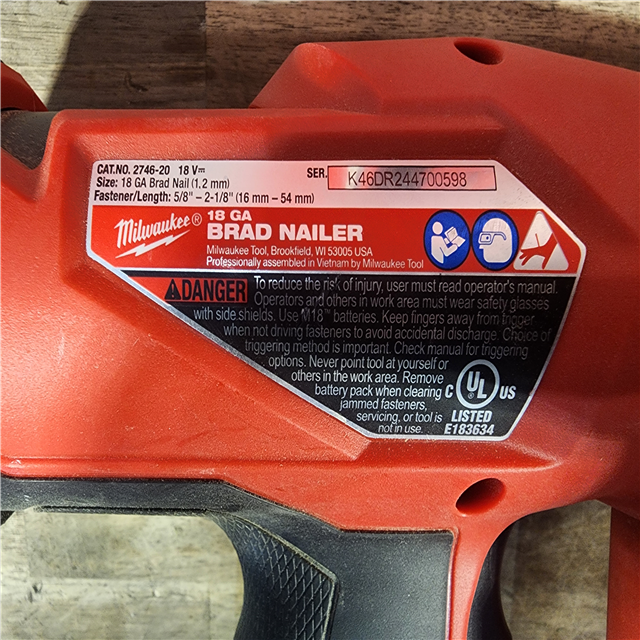 CAT.NO. 2746-20 18 V⎓
SER. K46DR244700598
Size: 18 GA Brad Nail (1,2 mm)
Fastener/Length: 5/8" – 2-1/8" (16 mm – 54 mm)
Milwaukee®
18 GA
BRAD NAILER
Milwaukee Tool, Brookfield, WI 53005 USA
Professionally assembled in Vietnam by Milwaukee Tool
DANGER To reduce the risk of injury, user must read operator's manual.
Operators and others in work area must wear safety glasses
with side shields. Use M18™ batteries. Keep fingers away from trigger
when not driving fasteners to avoid accidental discharge. Choice of
triggering method is important. Check manual for triggering
options. Never point tool at yourself or
others in the work area. Remove
battery pack when clearing
jammed fasteners,
servicing, or tool is
not in use.
C UL® US
LISTED
E183634